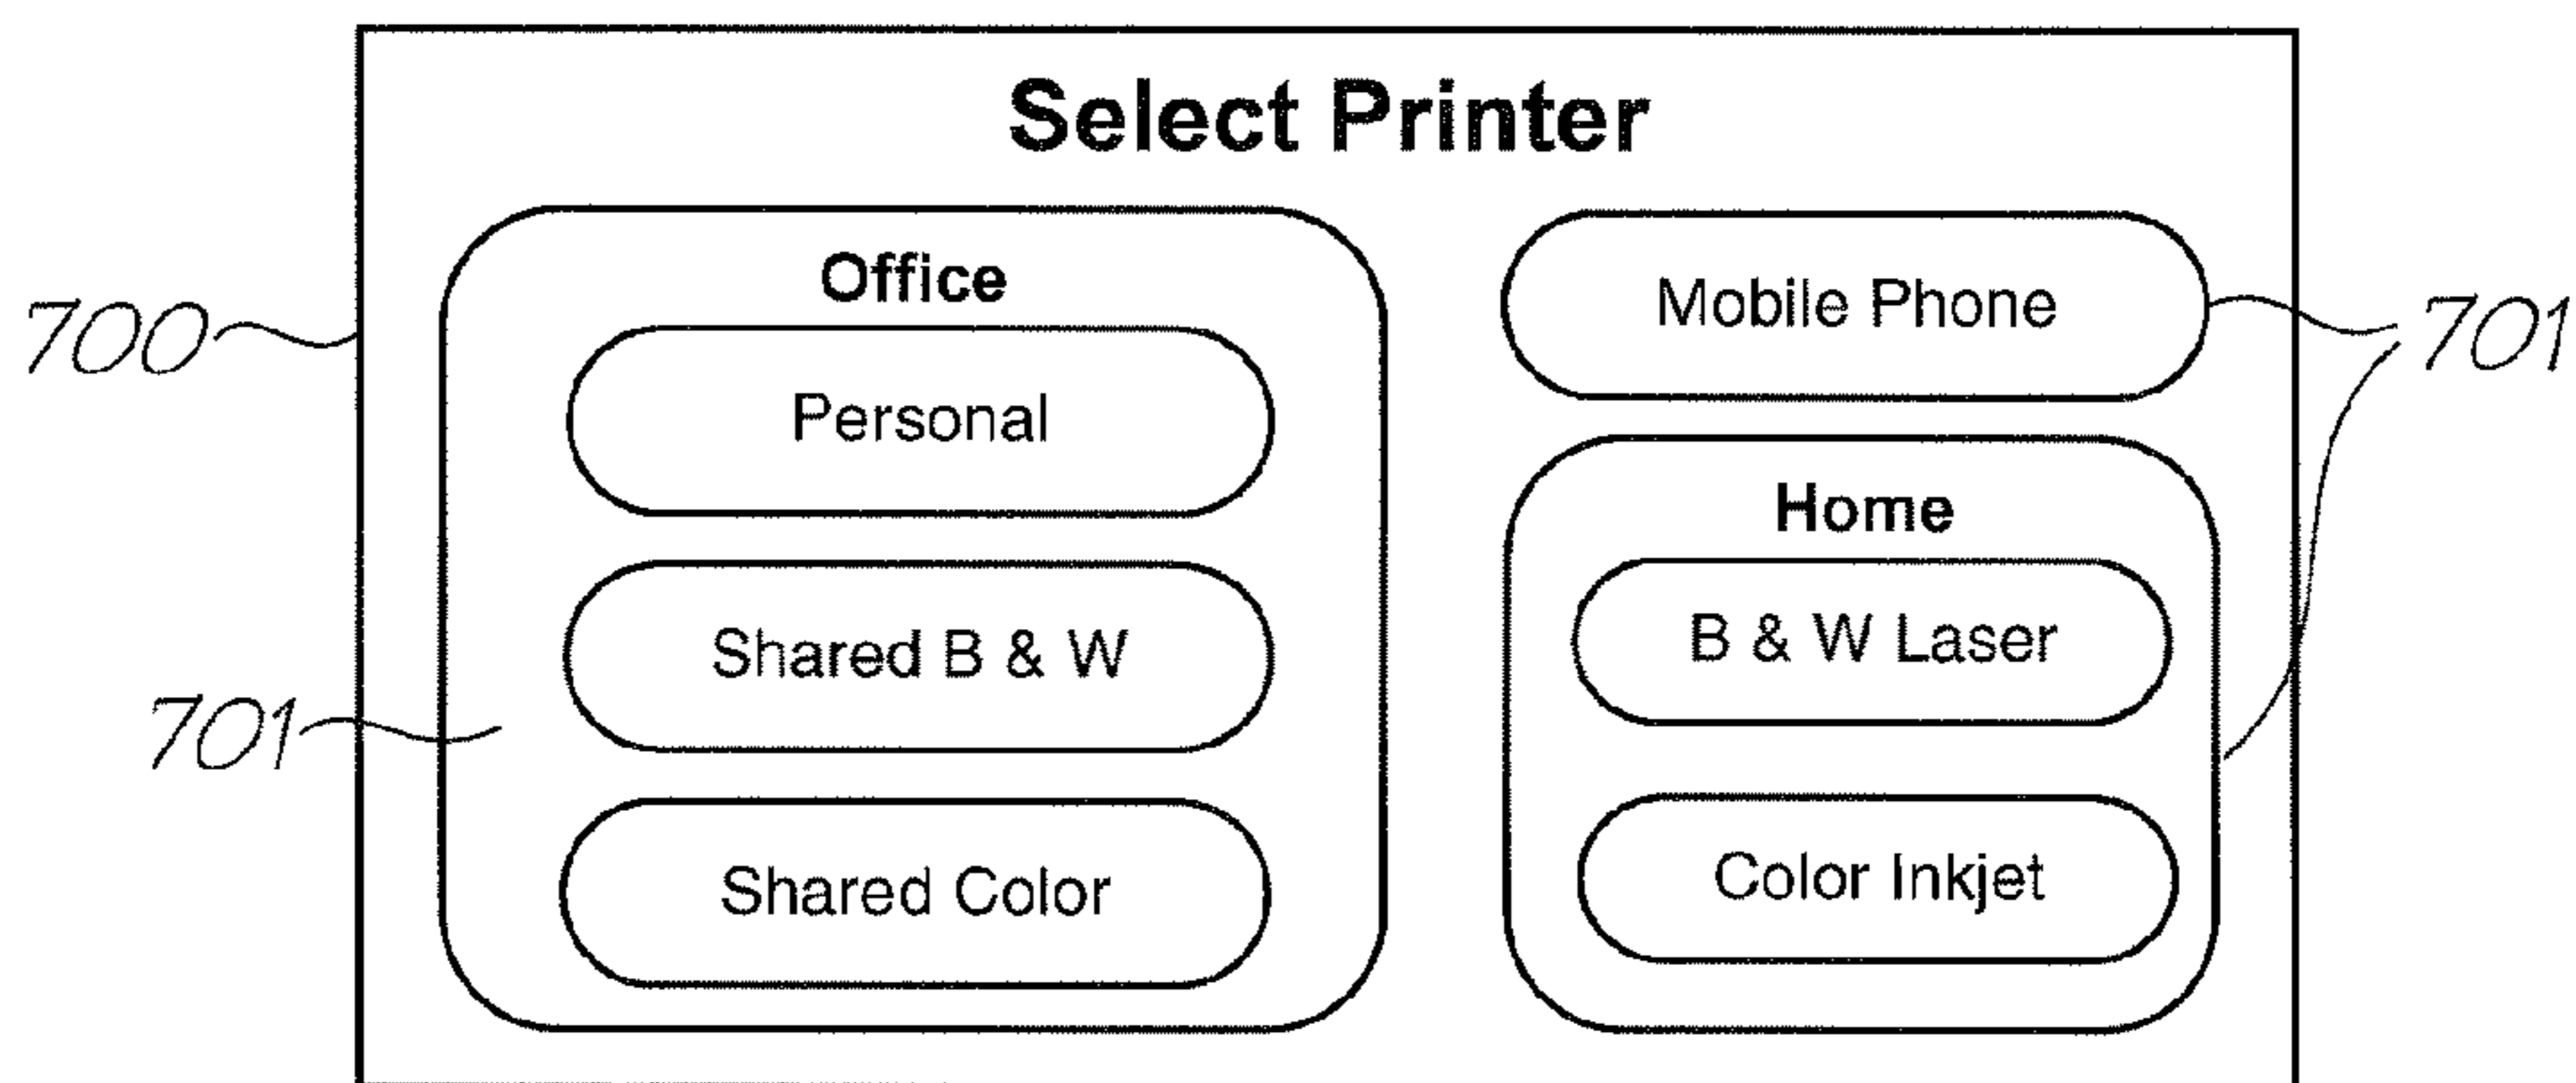 Select Printer
Office
Personal
Shared B & W
Shared Color
Mobile Phone
Home
B & W Laser
Color Inkjet
700
701
701